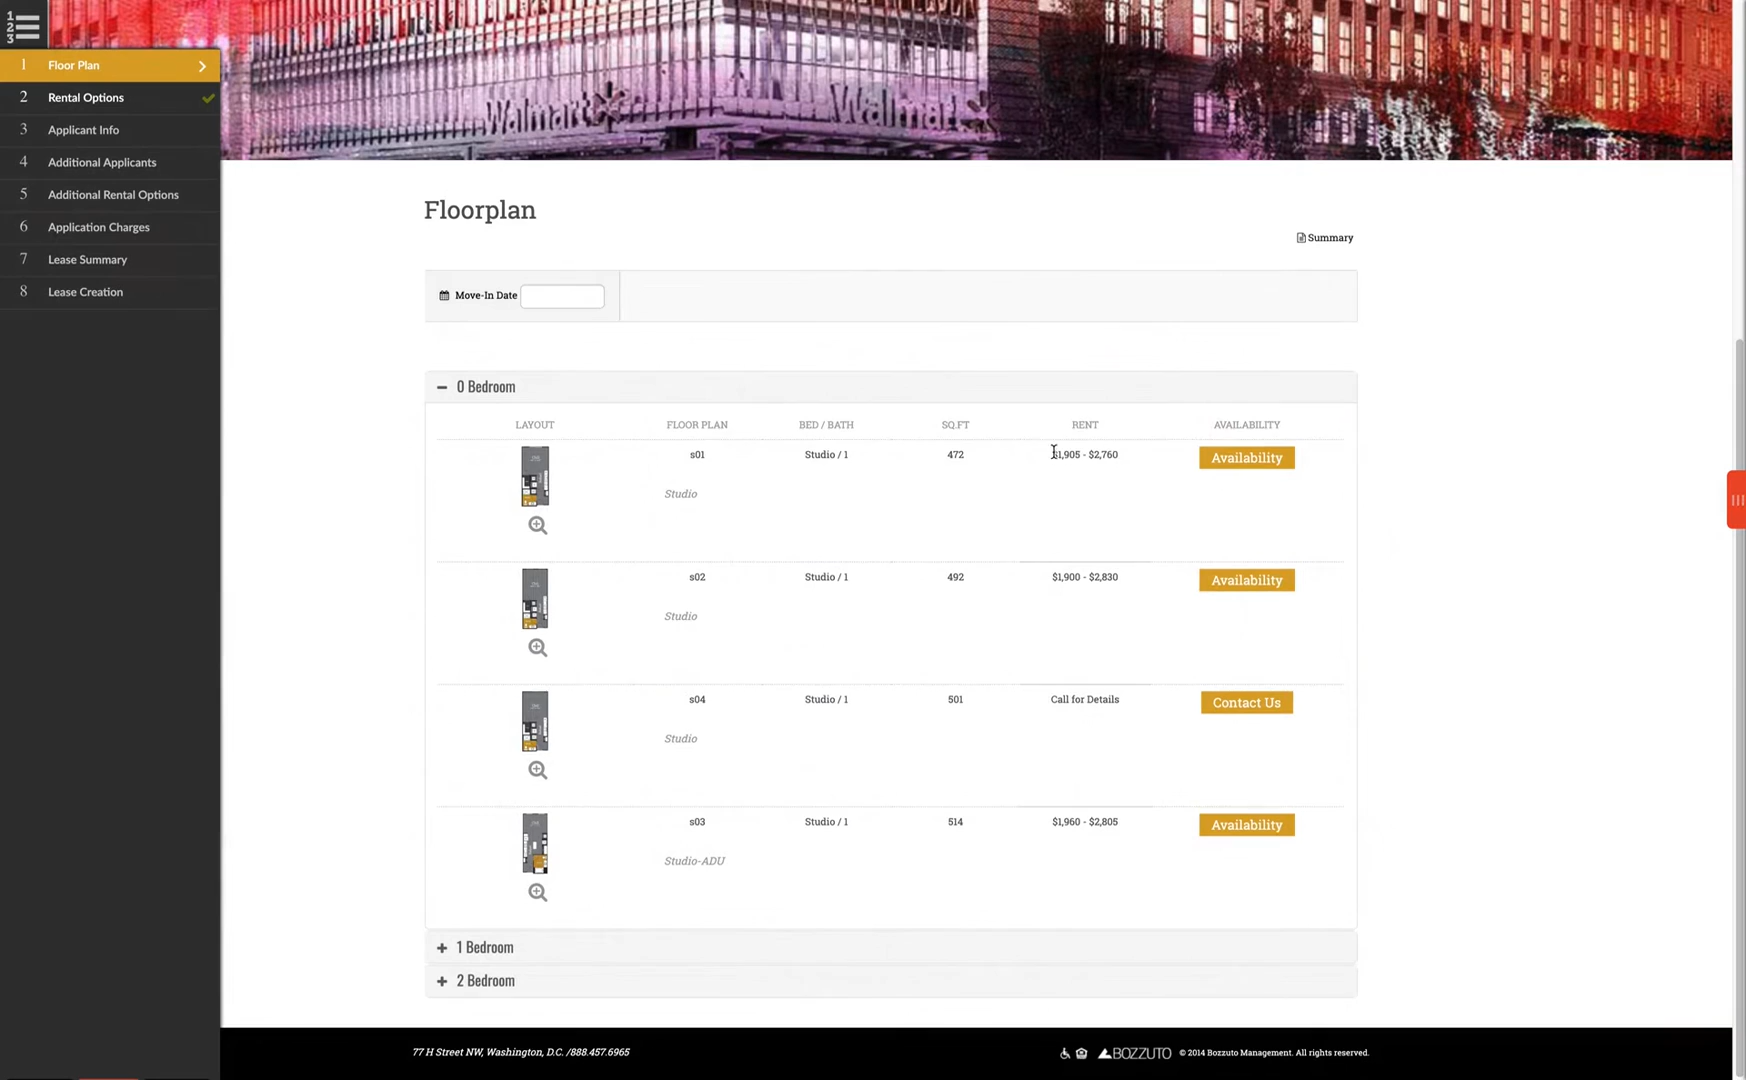 1 Floor Plan
2 Rental Options
3 Applicant Info
4 Additional Applicants
5 Additional Rental Options
6 Application Charges
7 Lease Summary
8 Lease Creation
Walmart Walmart
Floorplan
Summary
Move-In Date
0 Bedroom
LAYOUT FLOOR PLAN BED / BATH SQ.FT RENT AVAILABILITY
s01 Studio / 1 472 $1,905 - $2,760 Availability
Studio
s02 Studio / 1 492 $1,900 - $2,830 Availability
Studio
s04 Studio / 1 501 Call for Details Contact Us
Studio
s03 Studio / 1 514 $1,960 - $2,805 Availability
Studio-ADU
1 Bedroom
2 Bedroom
77 H Street NW, Washington, D.C. /888.457.6965 BOZZUTO © 2014 Bozzuto Management. All rights reserved.